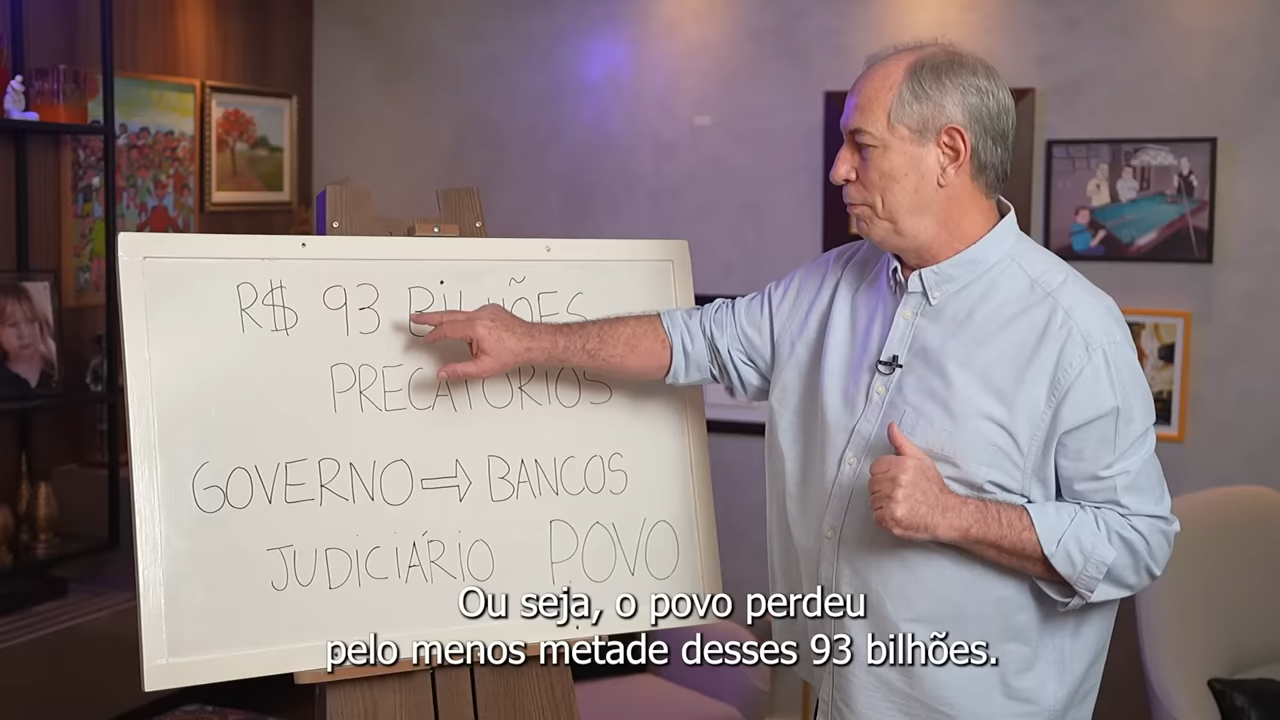 R$ 93 BILHÕES
PRECATÓRIOS
GOVERNO ⇒ BANCOS
JUDICIÁRIO POVO
Ou seja, o povo perdeu
pelo menos metade desses 93 bilhões.